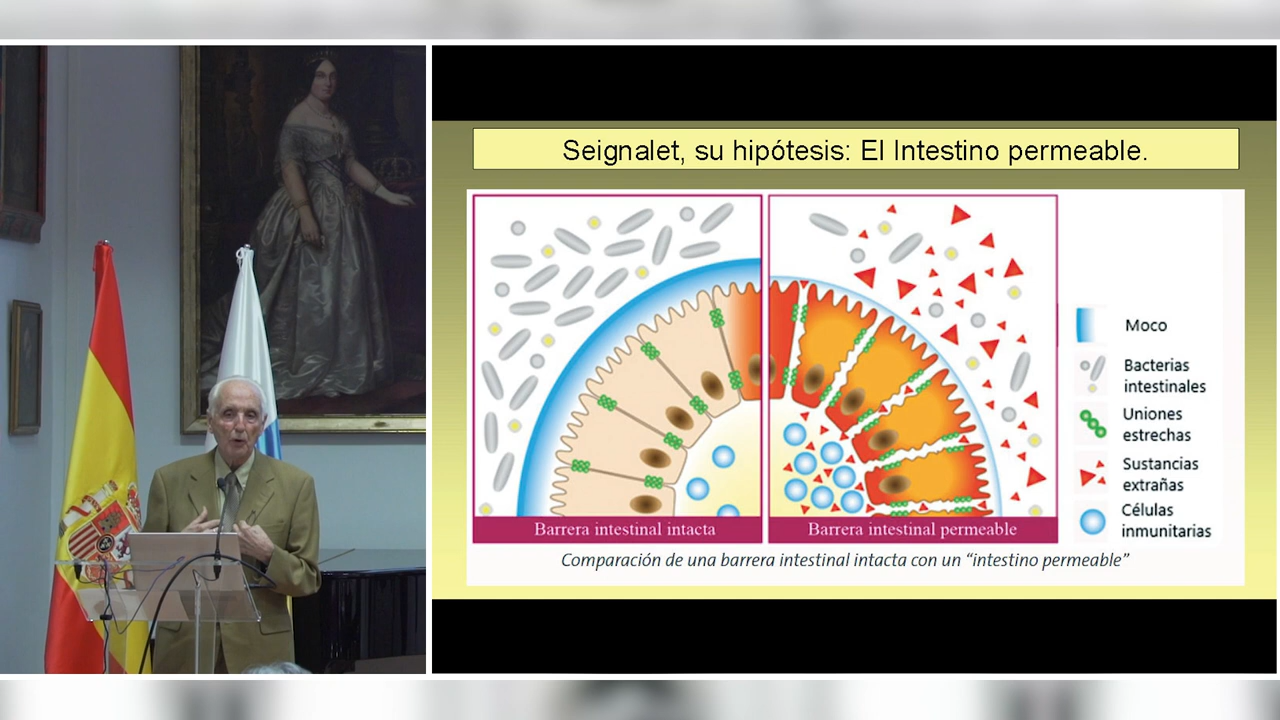 Seignalet, su hipótesis: El Intestino permeable.
Moco
Bacterias
intestinales
Uniones
estrechas
Sustancias
extrañas
Células
inmunitarias
Barrera intestinal intacta
Barrera intestinal permeable
Comparación de una barrera intestinal intacta con un “intestino permeable”